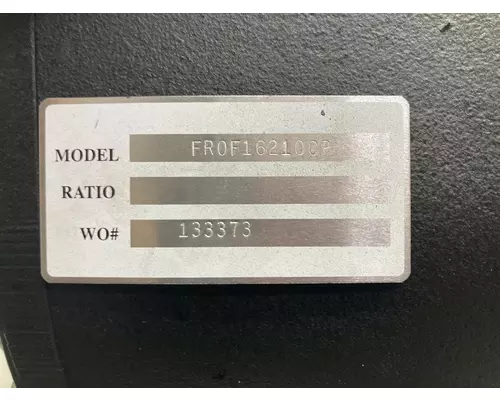 MODEL FROF16210CP
RATIO
WO# 133373